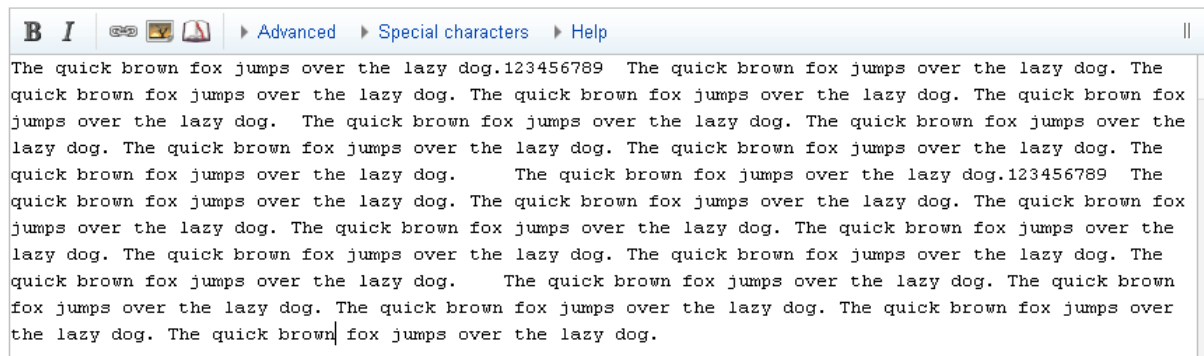 B I Advanced Special characters Help
The quick brown fox jumps over the lazy dog.123456789  The quick brown fox jumps over the lazy dog. The
quick brown fox jumps over the lazy dog. The quick brown fox jumps over the lazy dog. The quick brown fox
jumps over the lazy dog.  The quick brown fox jumps over the lazy dog. The quick brown fox jumps over the
lazy dog. The quick brown fox jumps over the lazy dog. The quick brown fox jumps over the lazy dog. The
quick brown fox jumps over the lazy dog.     The quick brown fox jumps over the lazy dog.123456789  The
quick brown fox jumps over the lazy dog. The quick brown fox jumps over the lazy dog. The quick brown fox
jumps over the lazy dog. The quick brown fox jumps over the lazy dog. The quick brown fox jumps over the
lazy dog. The quick brown fox jumps over the lazy dog. The quick brown fox jumps over the lazy dog. The
quick brown fox jumps over the lazy dog.    The quick brown fox jumps over the lazy dog. The quick brown
fox jumps over the lazy dog. The quick brown fox jumps over the lazy dog. The quick brown fox jumps over
the lazy dog. The quick brown fox jumps over the lazy dog.